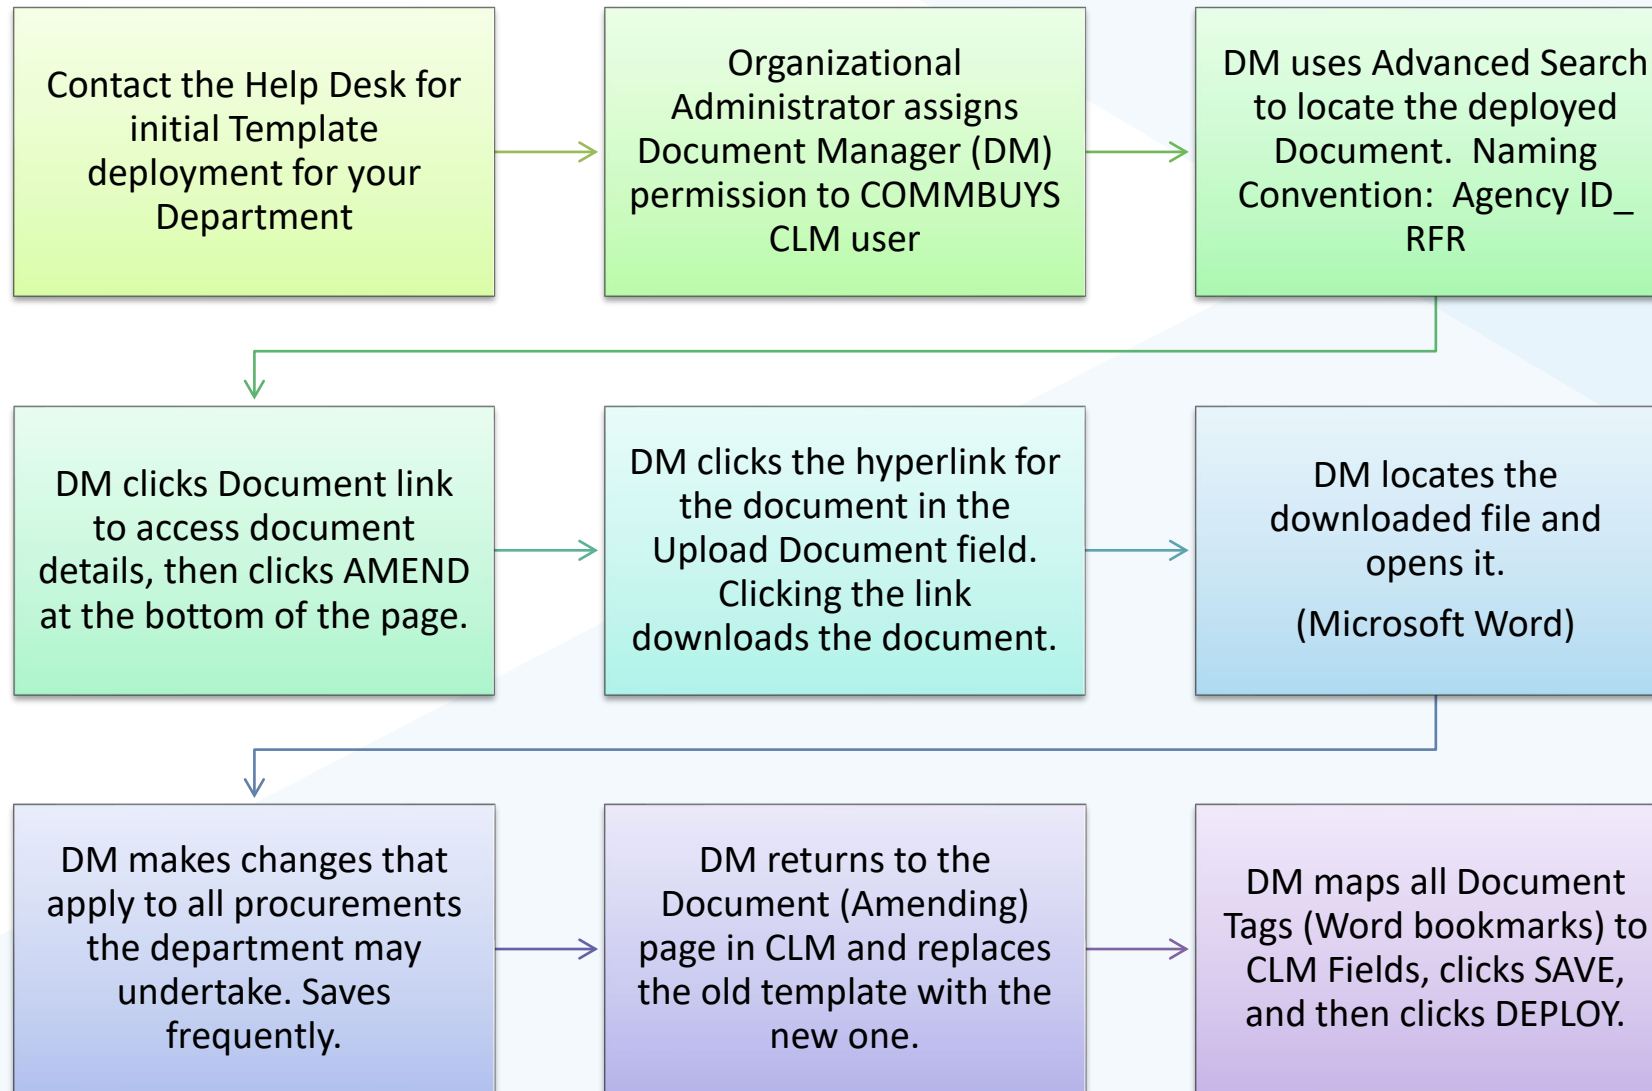 Contact the Help Desk for
initial Template
deployment for your
Department
Organizational
Administrator assigns
Document Manager (DM)
permission to COMMBUYS
CLM user
DM uses Advanced Search
to locate the deployed
Document.  Naming
Convention:  Agency ID_
RFR
DM clicks Document link
to access document
details, then clicks AMEND
at the bottom of the page.
DM clicks the hyperlink for
the document in the
Upload Document field.
Clicking the link
downloads the document.
DM locates the
downloaded file and
opens it.
(Microsoft Word)
DM makes changes that
apply to all procurements
the department may
undertake. Saves
frequently.
DM returns to the
Document (Amending)
page in CLM and replaces
the old template with the
new one.
DM maps all Document
Tags (Word bookmarks) to
CLM Fields, clicks SAVE,
and then clicks DEPLOY.